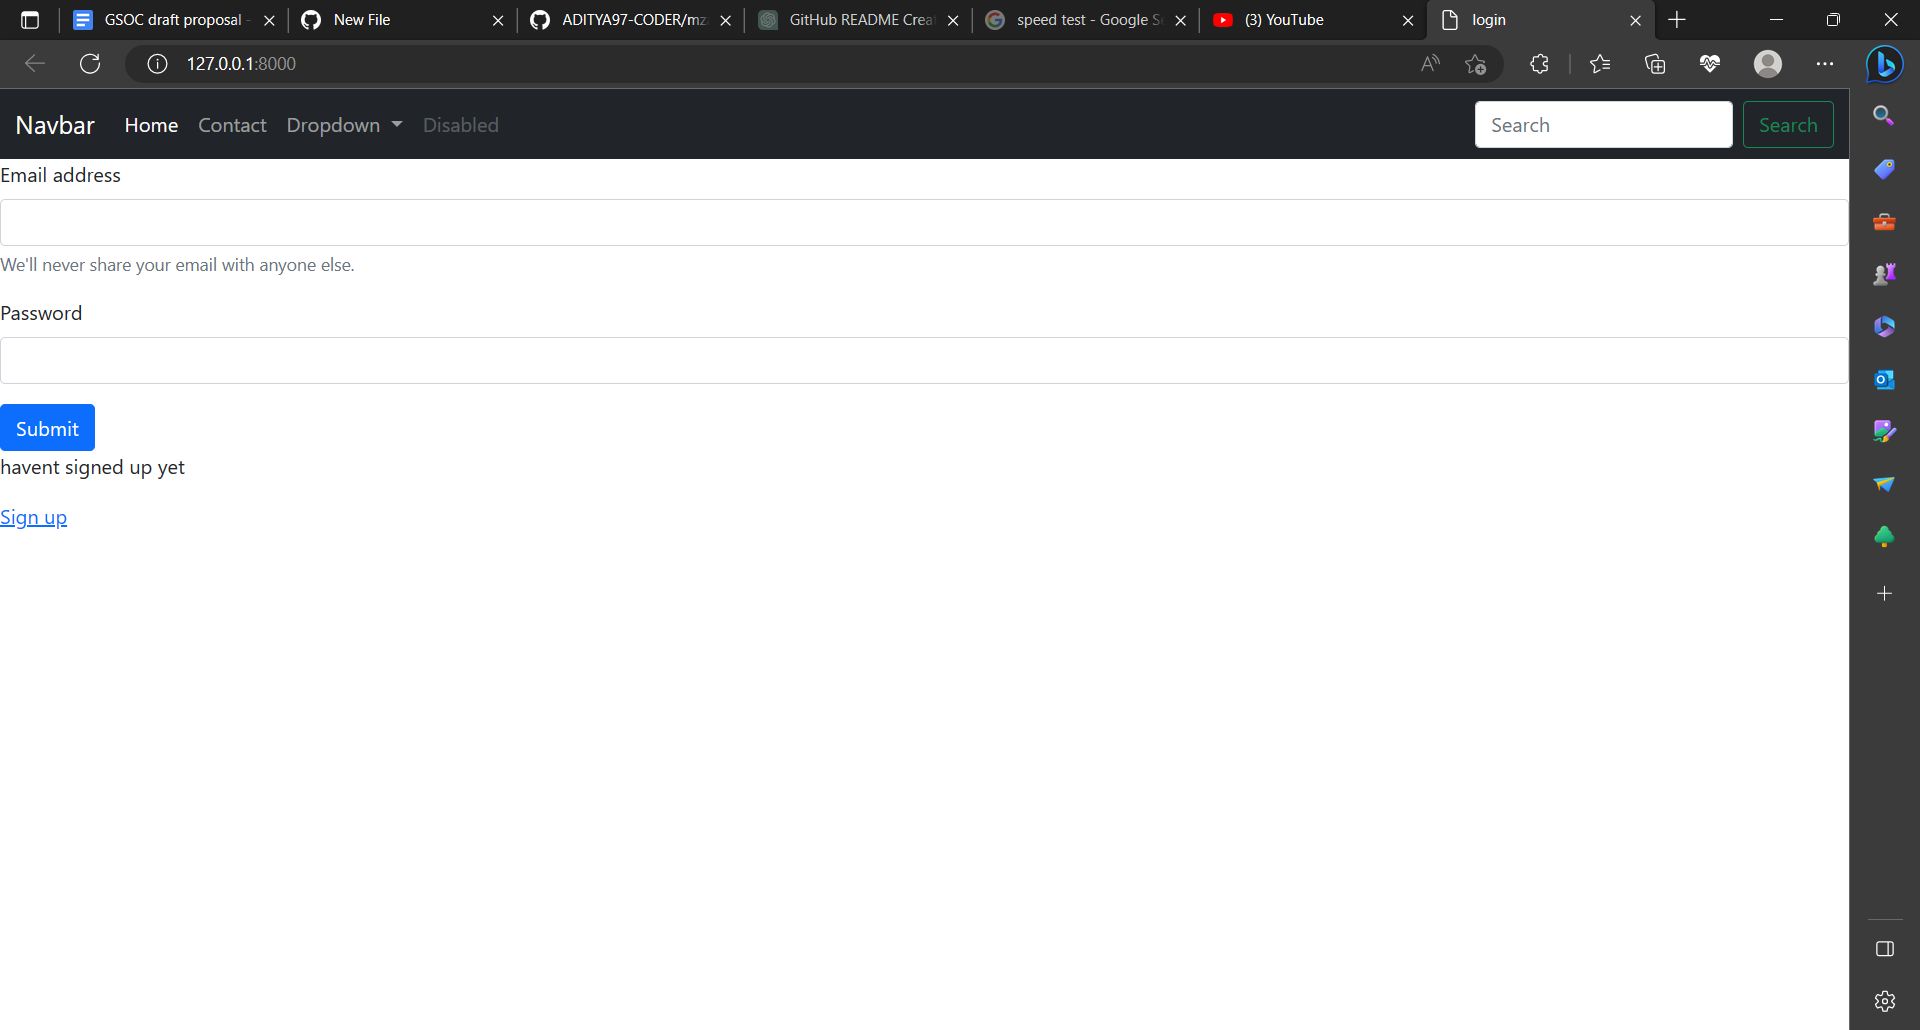 GSOC draft proposal -
New File
ADITYA97-CODER/mz
GitHub README Crea
speed test - Google Se
(3) YouTube
login
127.0.0.1:8000
Navbar Home Contact Dropdown Disabled Search Search
Email address
We'll never share your email with anyone else.
Password
Submit
havent signed up yet
Sign up